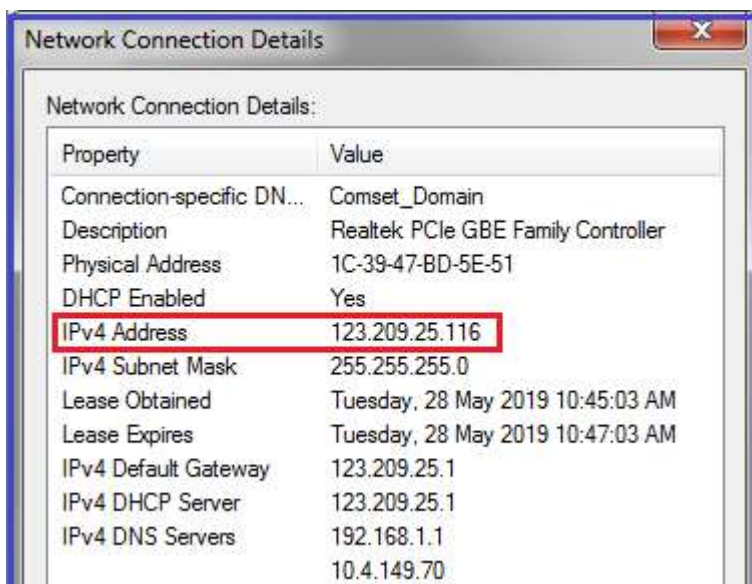 Network Connection Details
Network Connection Details:
Property Value
Connection-specific DN... Comset_Domain
Description Realtek PCIe GBE Family Controller
Physical Address 1C-39-47-BD-5E-51
DHCP Enabled Yes
IPv4 Address 123.209.25.116
IPv4 Subnet Mask 255.255.255.0
Lease Obtained Tuesday, 28 May 2019 10:45:03 AM
Lease Expires Tuesday, 28 May 2019 10:47:03 AM
IPv4 Default Gateway 123.209.25.1
IPv4 DHCP Server 123.209.25.1
IPv4 DNS Servers 192.168.1.1
10.4.149.70